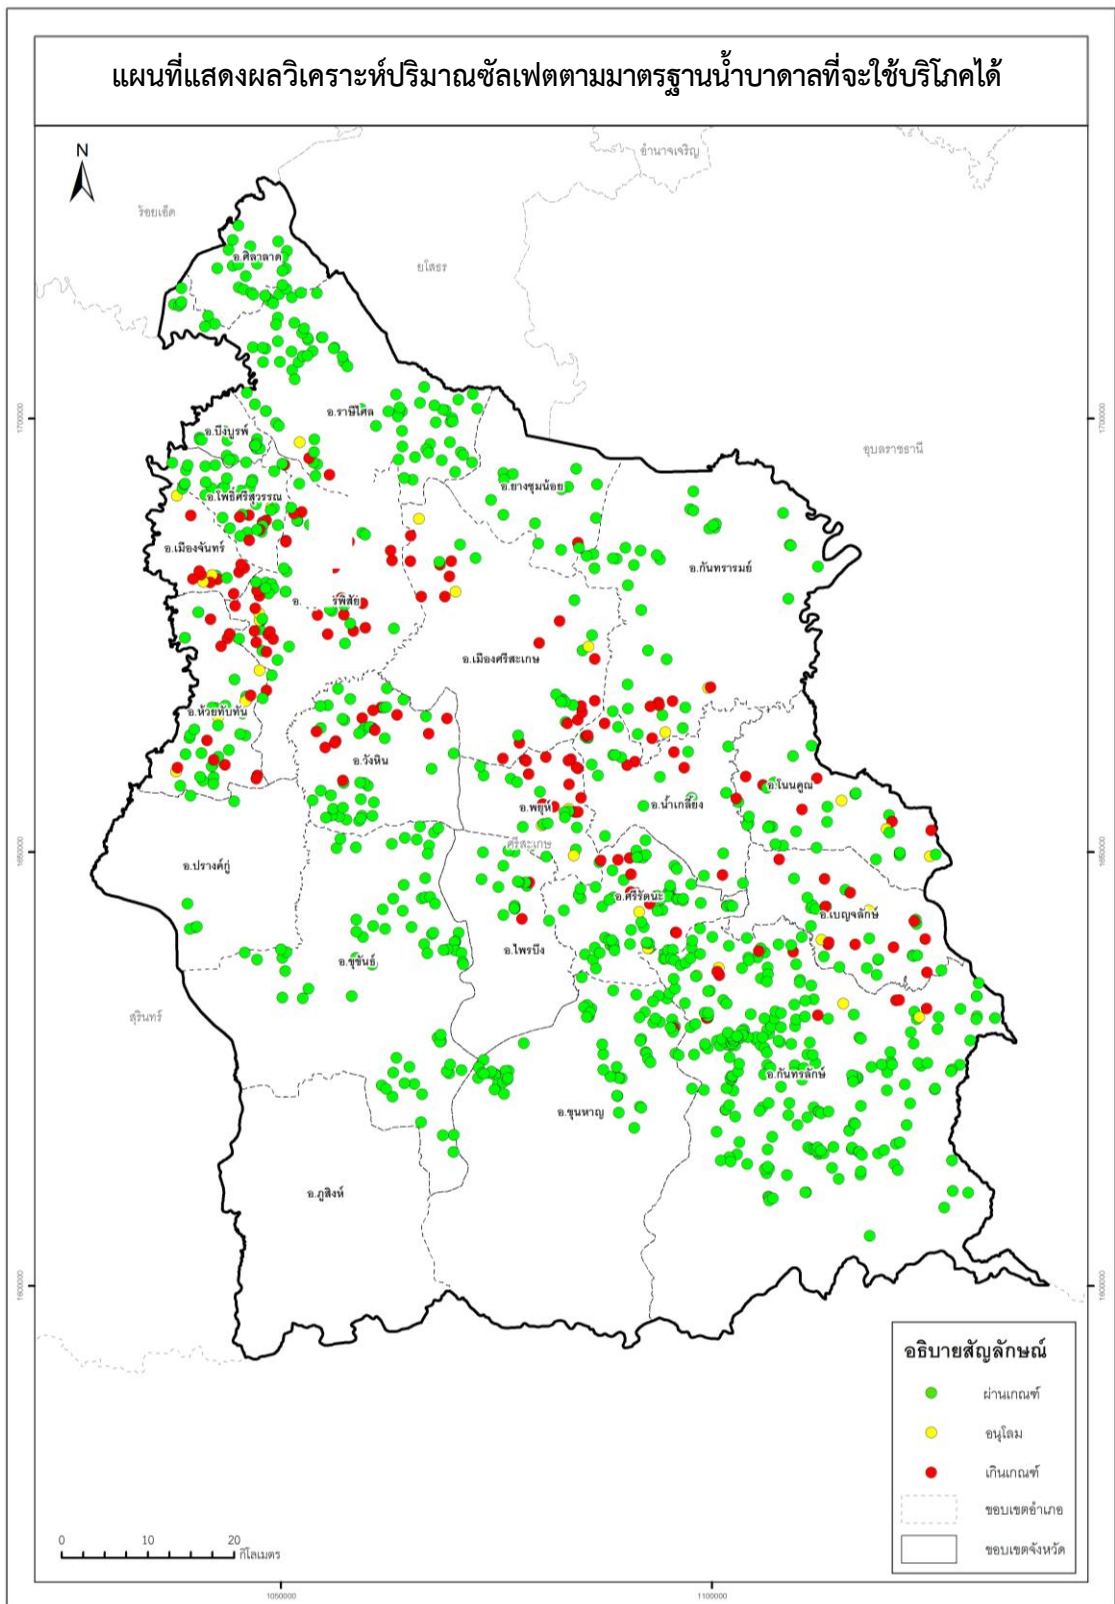 แผนที่แสดงผลวิเคราะห์ปริมาณซัลเฟตตามมาตรฐานน้ำบาดาลที่จะใช้บริโภคได้
N
อำนาจเจริญ
ร้อยเอ็ด
อ.ศิลาลาด
ยโสธร
อ.ราษีไศล
1700000
1700000
อ.บึงบูรพ์
อุบลราชธานี
อ.ยางชุมน้อย
อ.โพธิ์ศรีสุวรรณ
อ.เมืองจันทร์
อ.กันทรารมย์
อ. รพิสัย
อ.เมืองศรีสะเกษ
อ.ห้วยทับทัน
อ.วังหิน
อ.โนนคูณ
อ.พยุห์
อ.น้ำเกลี้ยง
ศรีสะเกษ
1650000
1650000
อ.ปรางค์กู่
อ.ศรีรัตนะ
อ.เบญจลักษ์
อ.ไพรบึง
อ.ขุขันธ์
สุรินทร์
อ.กันทรลักษ์
อ.ขุนหาญ
อ.ภูสิงห์
1600000
1600000
อธิบายสัญลักษณ์
ผ่านเกณฑ์
อนุโลม
เกินเกณฑ์
ขอบเขตอำเภอ
ขอบเขตจังหวัด
0 10 20
กิโลเมตร
1050000 1100000